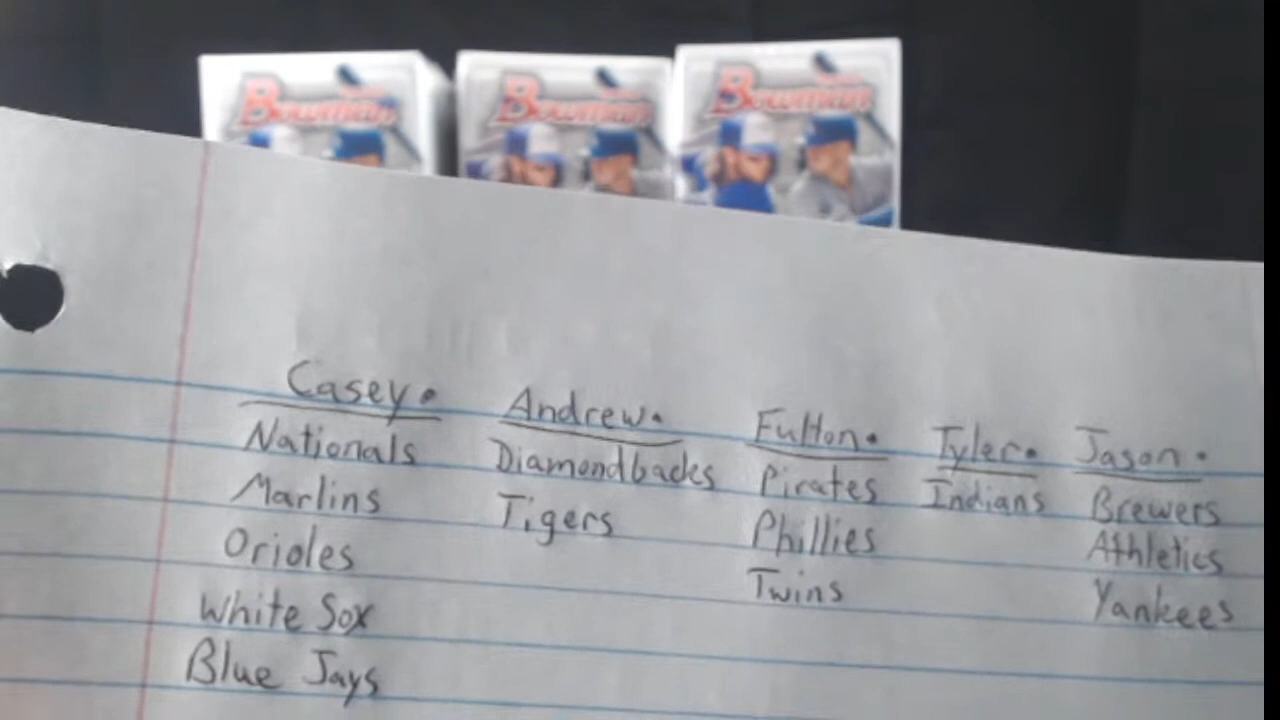 Bowman
Bowman
Bowman
Casey.
Nationals
Marlins
Orioles
White Sox
Blue Jays
Andrew.
Diamondbacks
Tigers
Fulton.
Pirates
Phillies
Twins
Tyler.
Indians
Jason.
Brewers
Athletics
Yankees